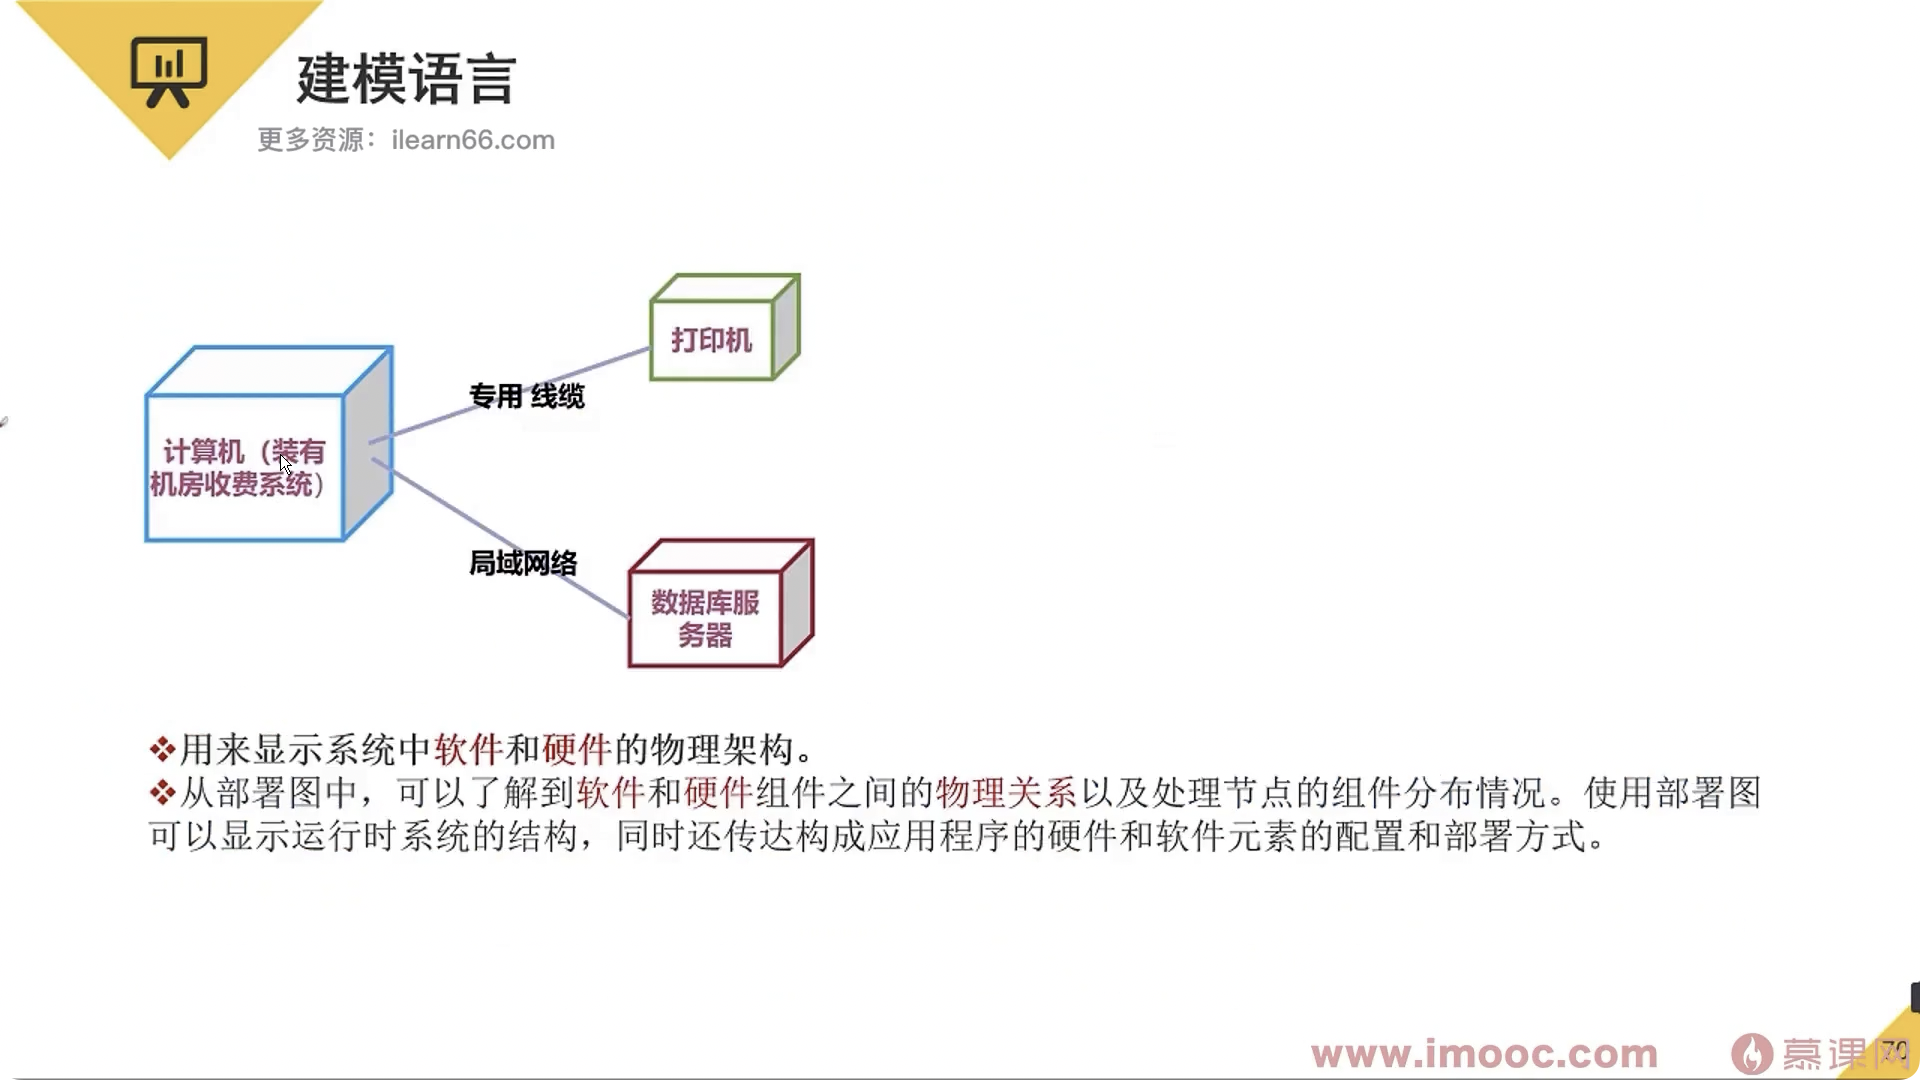 建模语言
更多资源：ilearn66.com
打印机
专用 线缆
计算机（装有
机房收费系统）
局域网络
数据库服
务器
❖用来显示系统中软件和硬件的物理架构。
❖从部署图中，可以了解到软件和硬件组件之间的物理关系以及处理节点的组件分布情况。使用部署图
可以显示运行时系统的结构，同时还传达构成应用程序的硬件和软件元素的配置和部署方式。
www.imooc.com
慕课网
70